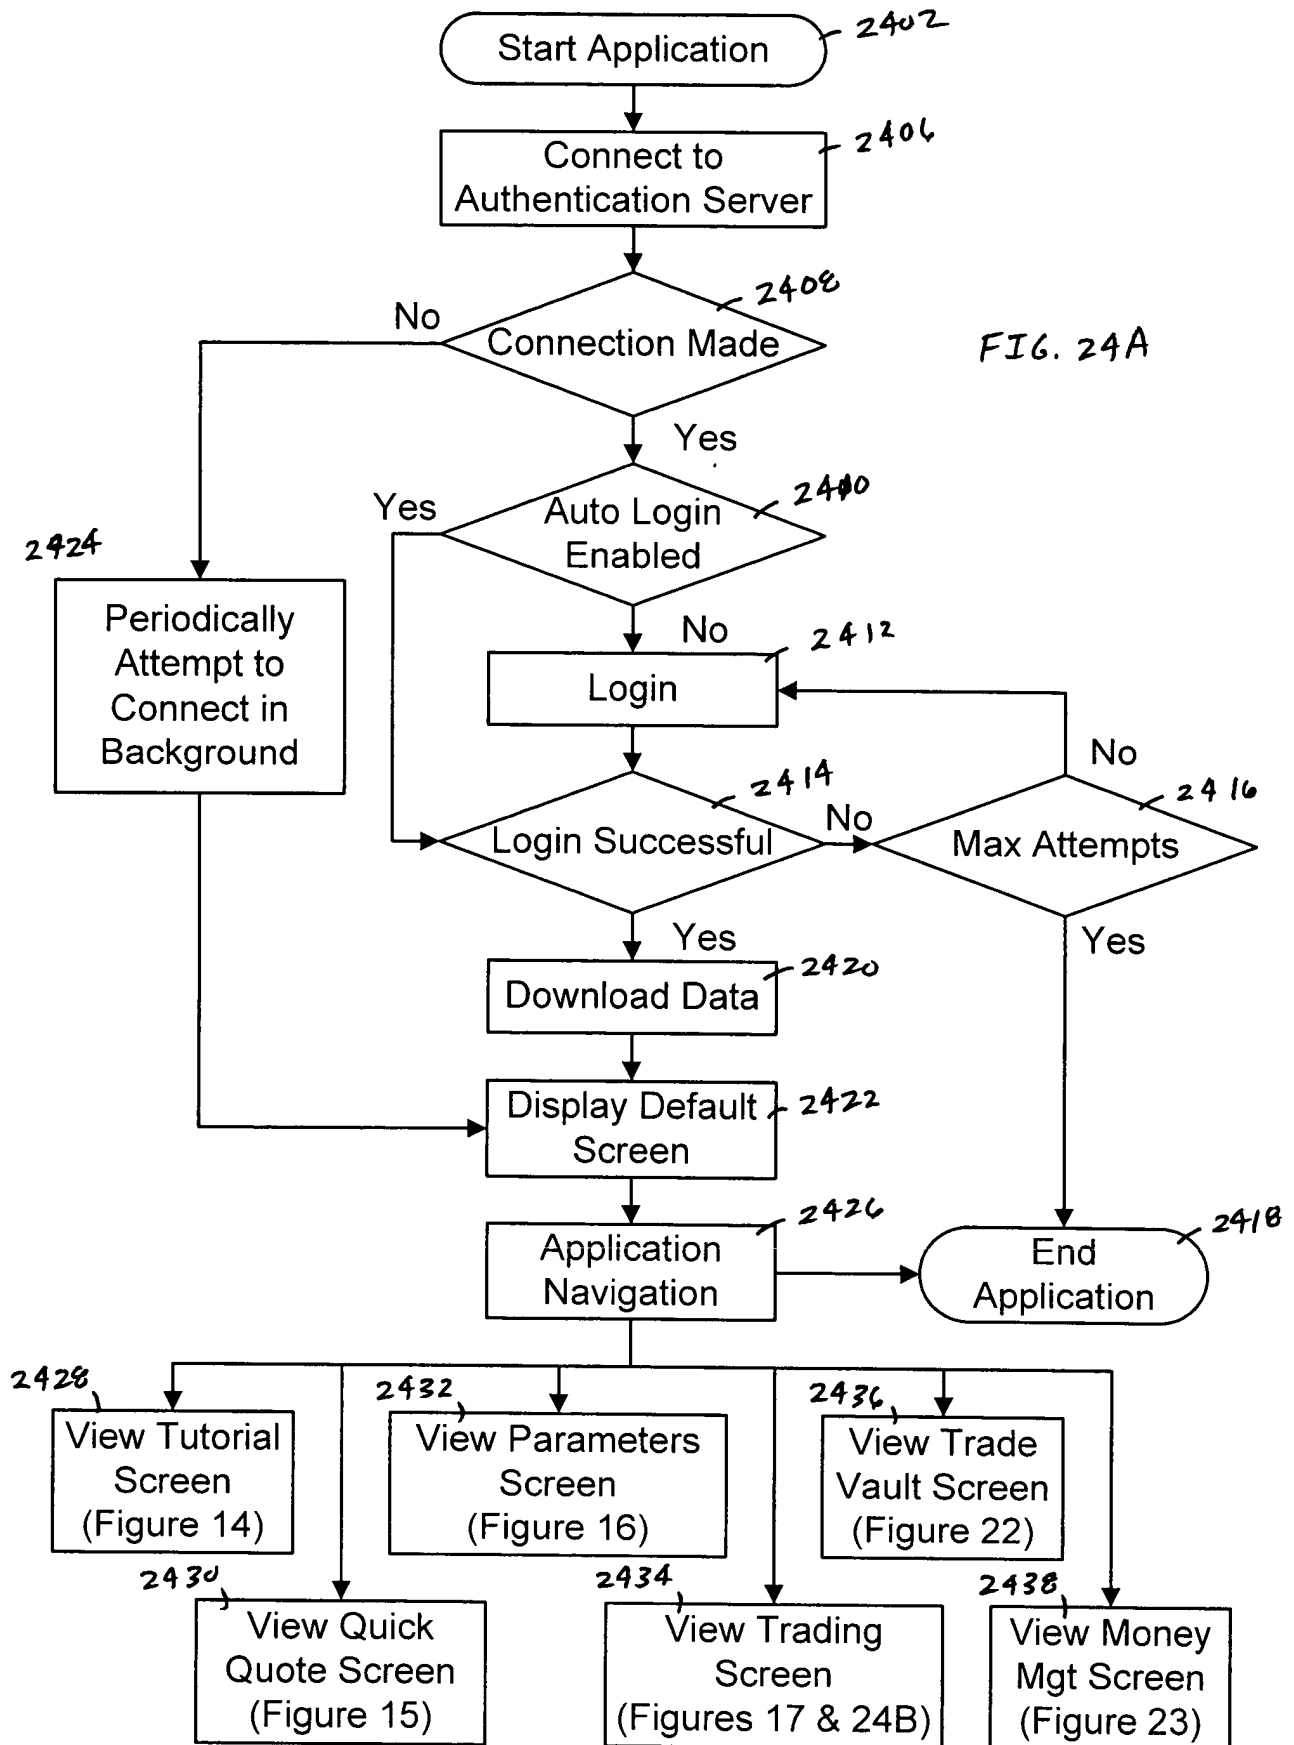 Start Application
2402
Connect to
Authentication Server
2406
No
Connection Made
2408
FIG. 24A
Yes
Yes
Auto Login
Enabled
2410
2424
Periodically
Attempt to
Connect in
Background
No
Login
2412
No
Login Successful
2414
No
Max Attempts
2416
Yes
Yes
Download Data
2420
Display Default
Screen
2422
Application
Navigation
2426
End
Application
2418
2428
View Tutorial
Screen
(Figure 14)
2432
View Parameters
Screen
(Figure 16)
2436
View Trade
Vault Screen
(Figure 22)
2430
View Quick
Quote Screen
(Figure 15)
2434
View Trading
Screen
(Figures 17 & 24B)
2438
View Money
Mgt Screen
(Figure 23)